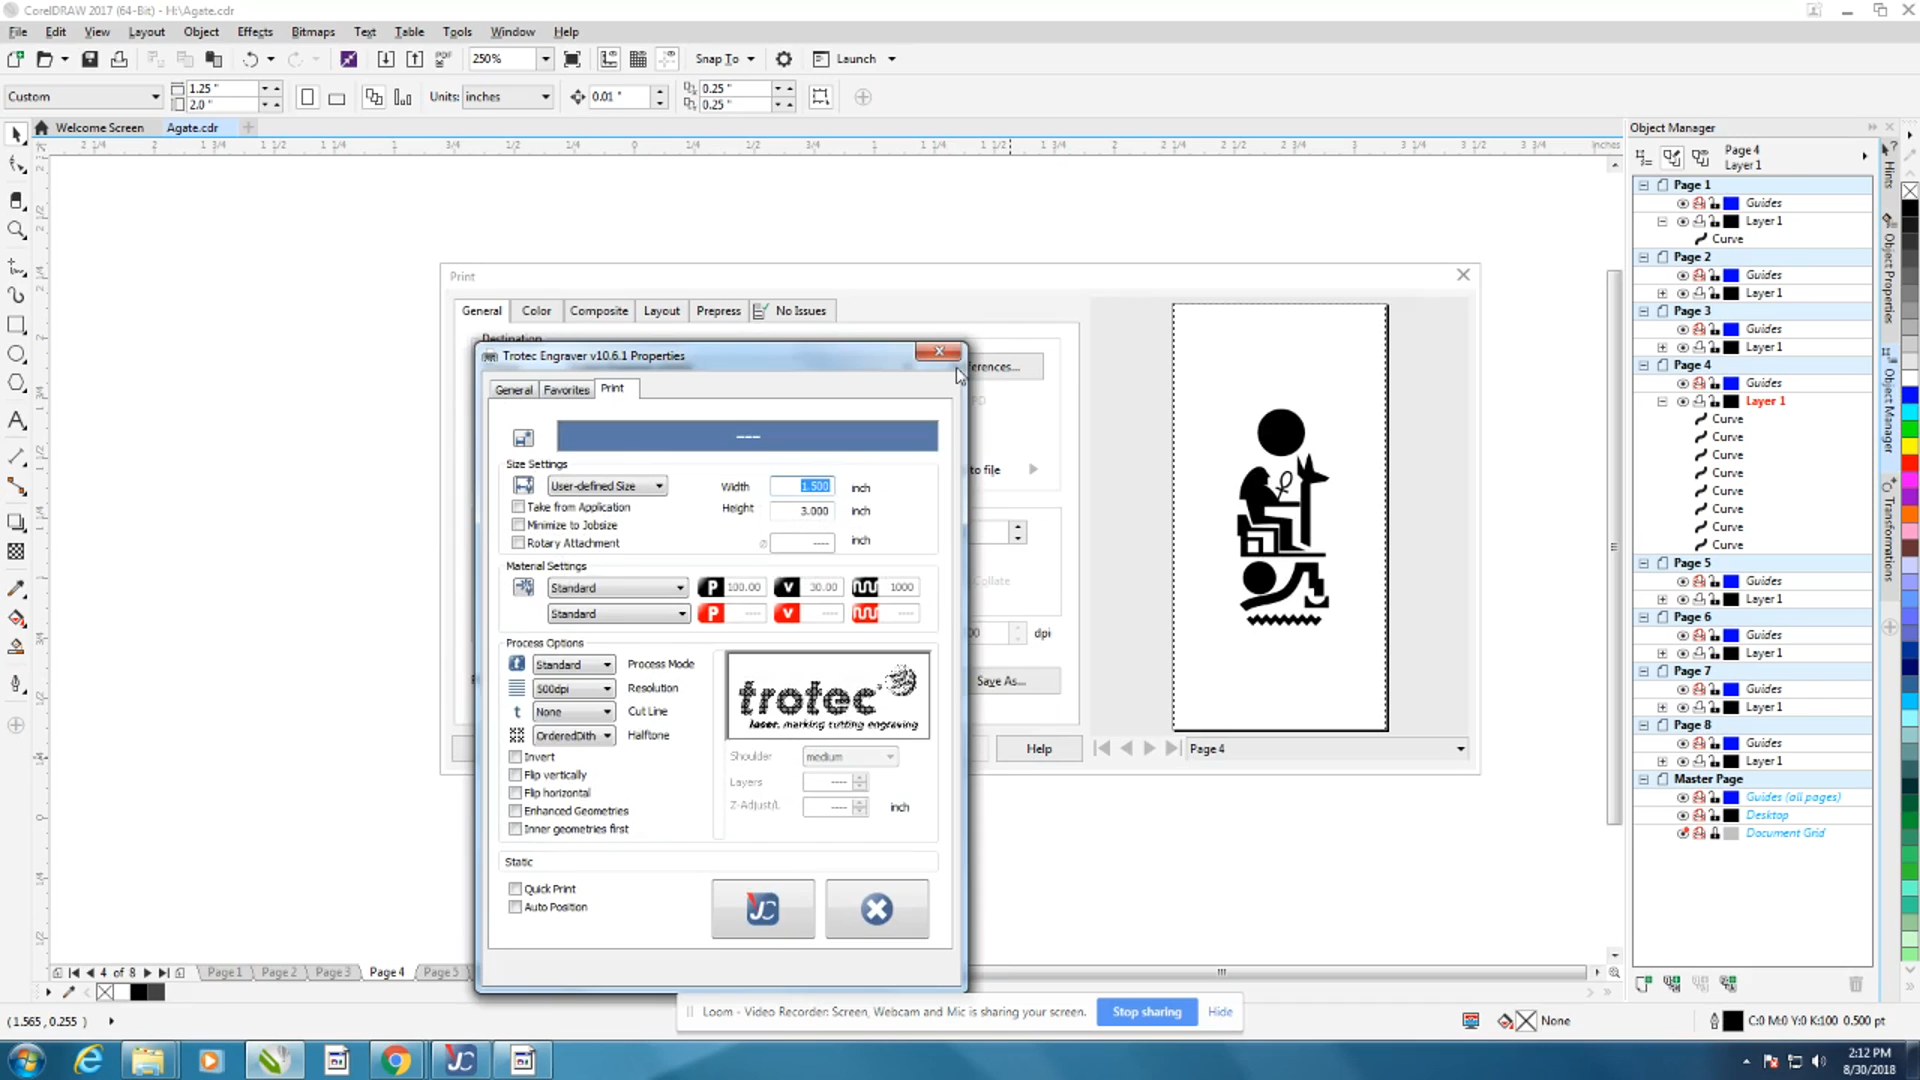 CorelDRAW 2017 (64-Bit) - H:\Agate.cdr
File Edit View Layout Object Effects Bitmaps Text Table Tools Window Help
PDF 250% Snap To Launch
Custom 1.25 " 2.0 " Units: inches 0.01 " 0.25 " 0.25 "
Welcome Screen Agate.cdr
Object Manager
Page 4
Layer 1
Page 1
Guides
Layer 1
Curve
Page 2
Guides
Layer 1
Page 3
Guides
Layer 1
Page 4
Guides
Layer 1
Curve
Curve
Curve
Curve
Curve
Curve
Curve
Curve
Page 5
Guides
Layer 1
Page 6
Guides
Layer 1
Page 7
Guides
Layer 1
Page 8
Guides
Layer 1
Master Page
Guides (all pages)
Desktop
Document Grid
Hints
Object Properties
Object Manager
Transformations
Print
General Color Composite Layout Prepress No Issues
Destination
ferences...
to file
dpi
Save As...
Help
Page 4
Trotec Engraver v10.6.1 Properties
General Favorites Print
---
Size Settings
User-defined Size Width 1.500 inch
Take from Application Height 3.000 inch
Minimize to Jobsize
Rotary Attachment ---- inch
Material Settings
Standard P 100.00 V 30.00 1000
Standard P ---- V ---- ----
Process Options
Standard Process Mode
500dpi Resolution
None Cut Line
OrderedDith Halftone
Invert
Flip vertically
Flip horizontal
Enhanced Geometries
Inner geometries first
trotec
laser. marking cutting engraving
Shoulder medium
Layers ----
Z-Adjust/L ---- inch
Static
Quick Print
Auto Position
JC
4 of 8 Page 1 Page 2 Page 3 Page 4 Page 5
Loom - Video Recorder: Screen, Webcam and Mic is sharing your screen. Stop sharing Hide
(1.565, 0.255 )
None
C:0 M:0 Y:0 K:100 0.500 pt
2:12 PM
8/30/2018